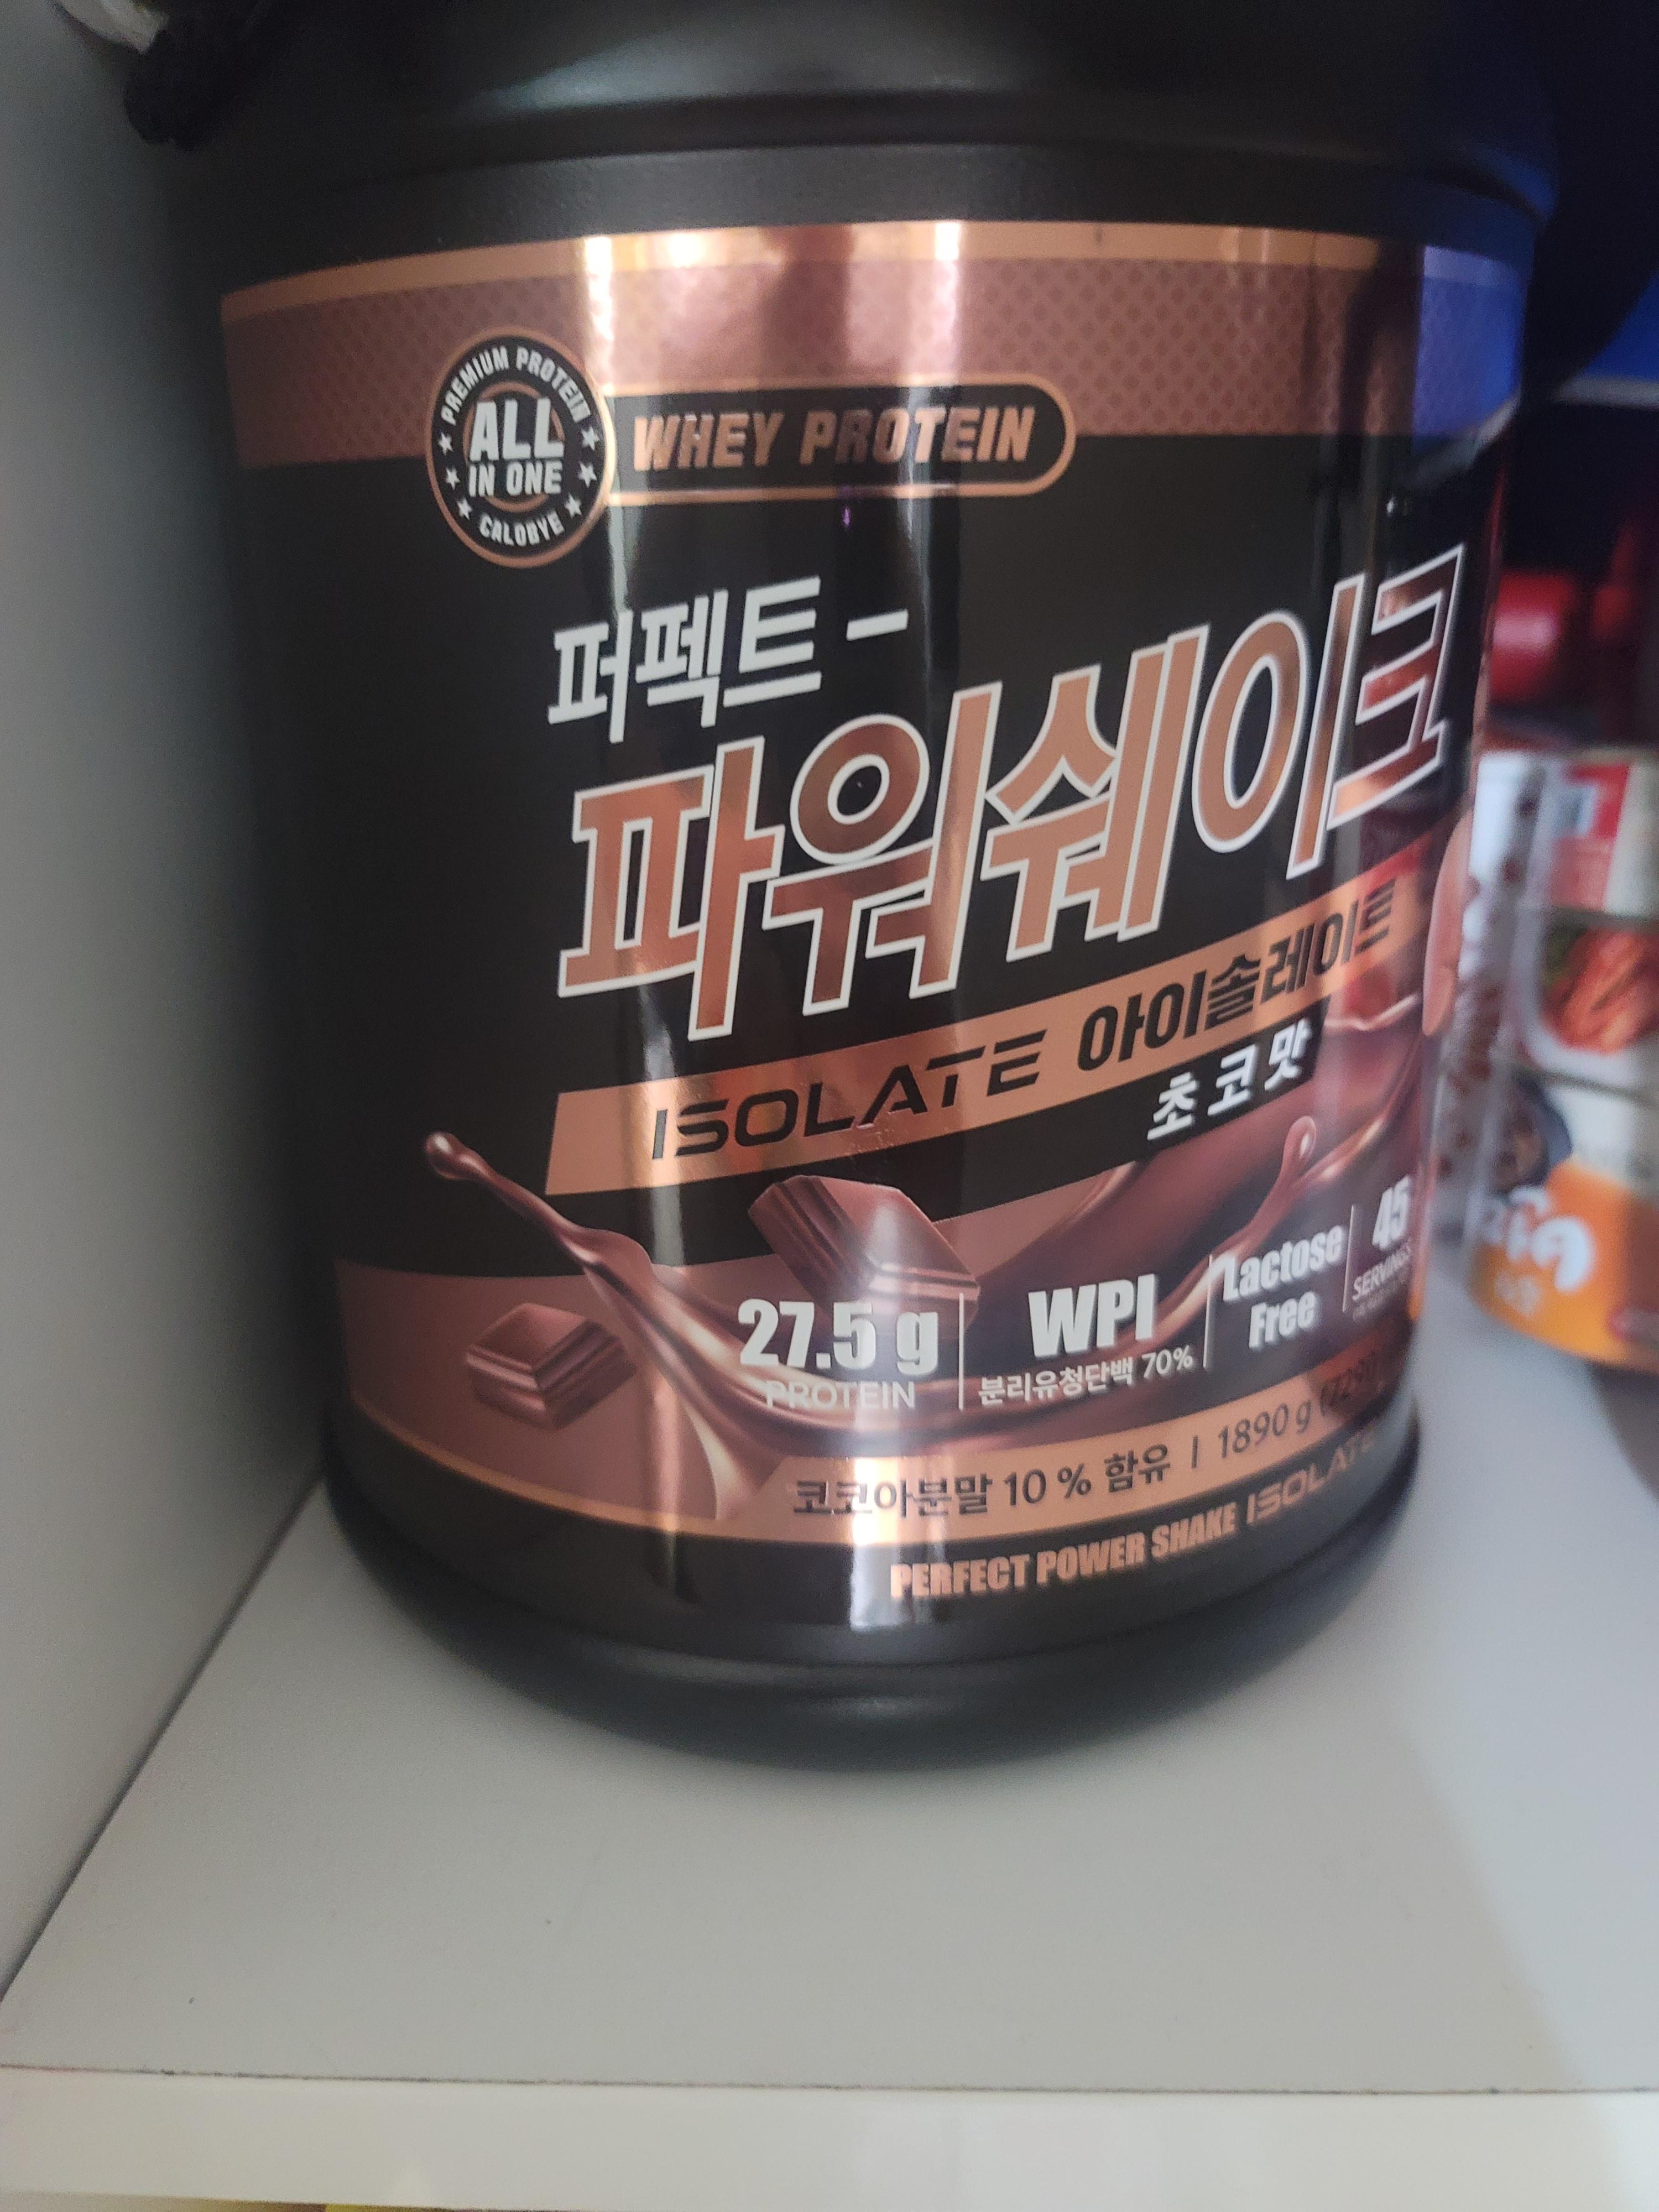 PREMIUM PROTEIN
ALL
IN ONE
CALOBYE
WHEY PROTEIN
퍼펙트-
파워쉐이크
ISOLATE 아이솔레이트
초코맛
27.5 g
PROTEIN
WPI
분리유청단백 70%
Lactose
Free
45
SERVINGS
코코아분말 10 % 함유 | 1890 g
PERFECT POWER SHAKE ISOLATE